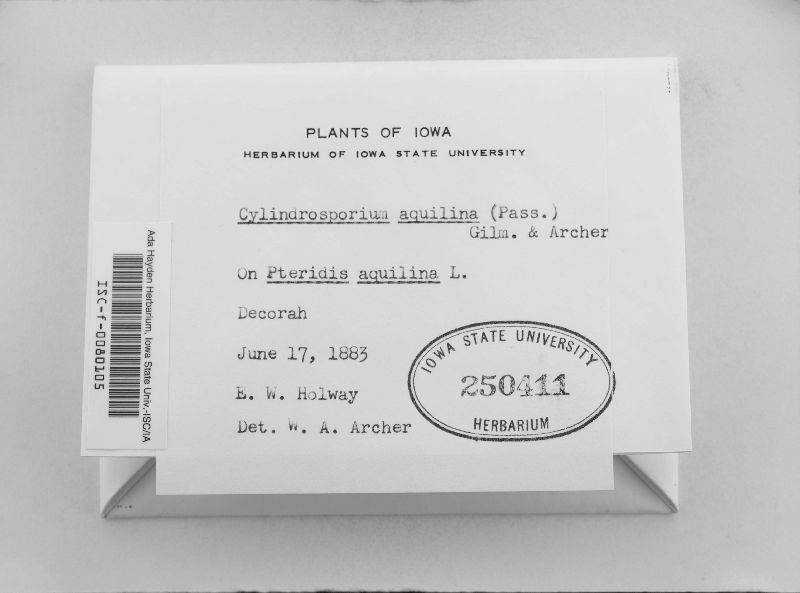 PLANTS OF IOWA
HERBARIUM OF IOWA STATE UNIVERSITY
Cylindrosporium aquilina (Pass.)
Gilm. & Archer
On Pteridis aquilina L.
Decorah
June 17, 1883
E. W. Holway
Det. W. A. Archer
IOWA STATE UNIVERSITY
250411
HERBARIUM
Ada Hayden Herbarium, Iowa State Univ.-ISC/IA
ISC-f-0080105